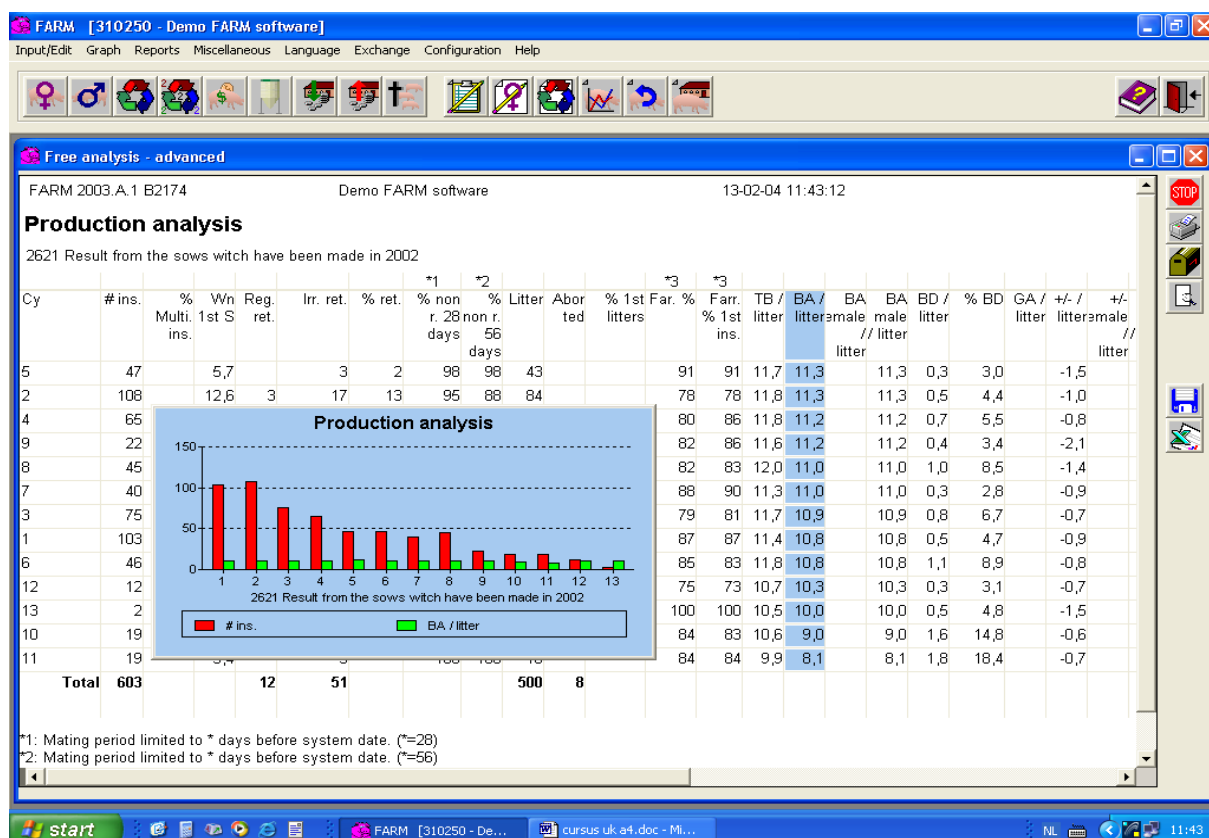 FARM [310250 - Demo FARM software]
Input/Edit Graph Reports Miscellaneous Language Exchange Configuration Help
Free analysis - advanced
FARM 2003.A.1 B2174 Demo FARM software 13-02-04 11:43:12
Production analysis
2621 Result from the sows witch have been made in 2002
*1 *2 *3 *3
Cy # ins. % Wn Reg. Irr. ret. % ret. % non % Litter Abor % 1st Far. % Farr. TB / BA / BA BA BD / % BD GA / +/- / +/-
Multi. 1st S ret. r. 28 non r. ted litters % 1st litter litter emale male litter litter litter emale
ins. days 56 ins. / / litter //
days litter litter
5 47 5,7 3 2 98 98 43 91 91 11,7 11,3 11,3 0,3 3,0 -1,5
2 108 12,6 3 17 13 95 88 84 78 78 11,8 11,3 11,3 0,5 4,4 -1,0
4 65 80 86 11,8 11,2 11,2 0,7 5,5 -0,8
9 22 82 86 11,6 11,2 11,2 0,4 3,4 -2,1
8 45 82 83 12,0 11,0 11,0 1,0 8,5 -1,4
7 40 88 90 11,3 11,0 11,0 0,3 2,8 -0,9
3 75 79 81 11,7 10,9 10,9 0,8 6,7 -0,7
1 103 87 87 11,4 10,8 10,8 0,5 4,7 -0,9
6 46 85 83 11,8 10,8 10,8 1,1 8,9 -0,8
12 12 75 73 10,7 10,3 10,3 0,3 3,1 -0,7
13 2 100 100 10,5 10,0 10,0 0,5 4,8 -1,5
10 19 84 83 10,6 9,0 9,0 1,6 14,8 -0,6
11 19 84 84 9,9 8,1 8,1 1,8 18,4 -0,7
Total 603 12 51 500 8
Production analysis
150
100
50
0
1 2 3 4 5 6 7 8 9 10 11 12 13
2621 Result from the sows witch have been made in 2002
# ins. BA / litter
*1: Mating period limited to * days before system date. (*=28)
*2: Mating period limited to * days before system date. (*=56)
STOP
start FARM [310250 - De... cursus uk a4.doc - Mi... NL 11:43